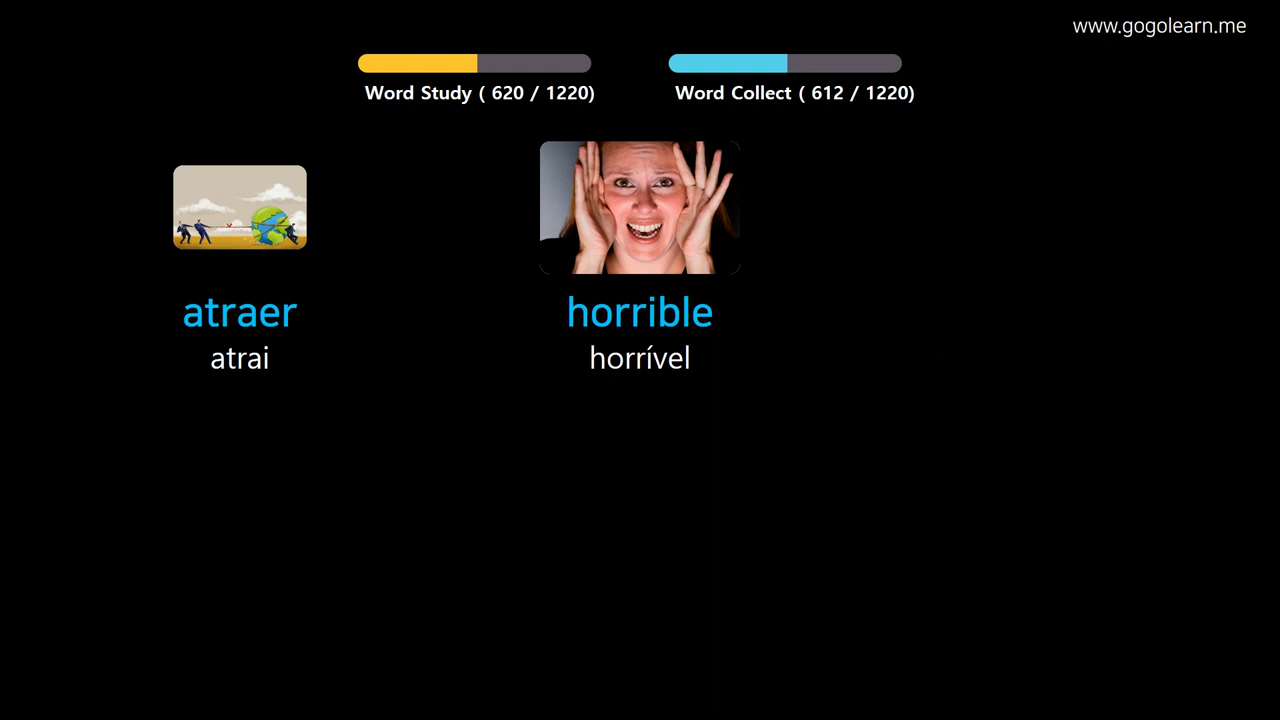 www.gogolearn.me
Word Study ( 620 / 1220)
Word Collect ( 612 / 1220)
atraer
atrai
horrible
horrível